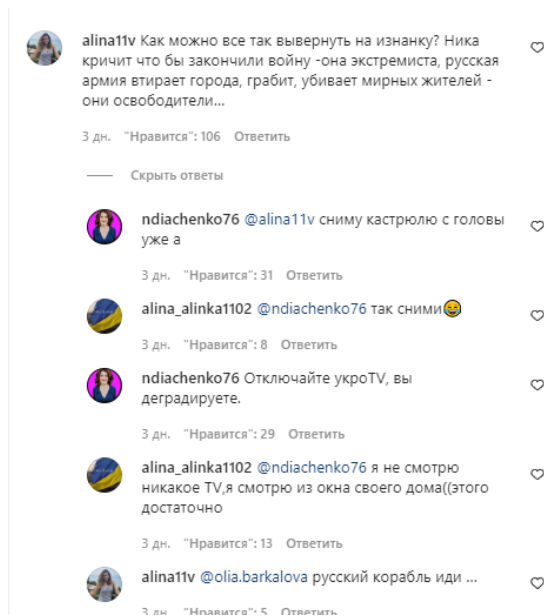 alina11v Как можно все так вывернуть на изнанку? Ника
кричит что бы закончили войну -она экстремиста, русская
армия втирает города, грабит, убивает мирных жителей -
они освободители...
3 дн. "Нравится": 106 Ответить
Скрыть ответы
ndiachenko76 @alina11v сниму кастрюлю с головы
уже а
3 дн. "Нравится": 31 Ответить
alina_alinka1102 @ndiachenko76 так сними😂
3 дн. "Нравится": 8 Ответить
ndiachenko76 Отключайте укроTV, вы
деградируете.
3 дн. "Нравится": 29 Ответить
alina_alinka1102 @ndiachenko76 я не смотрю
никакое TV,я смотрю из окна своего дома((этого
достаточно
3 дн. "Нравится": 13 Ответить
alina11v @olia.barkalova русский корабль иди ...
3 дн. "Нравится": 5 Ответить